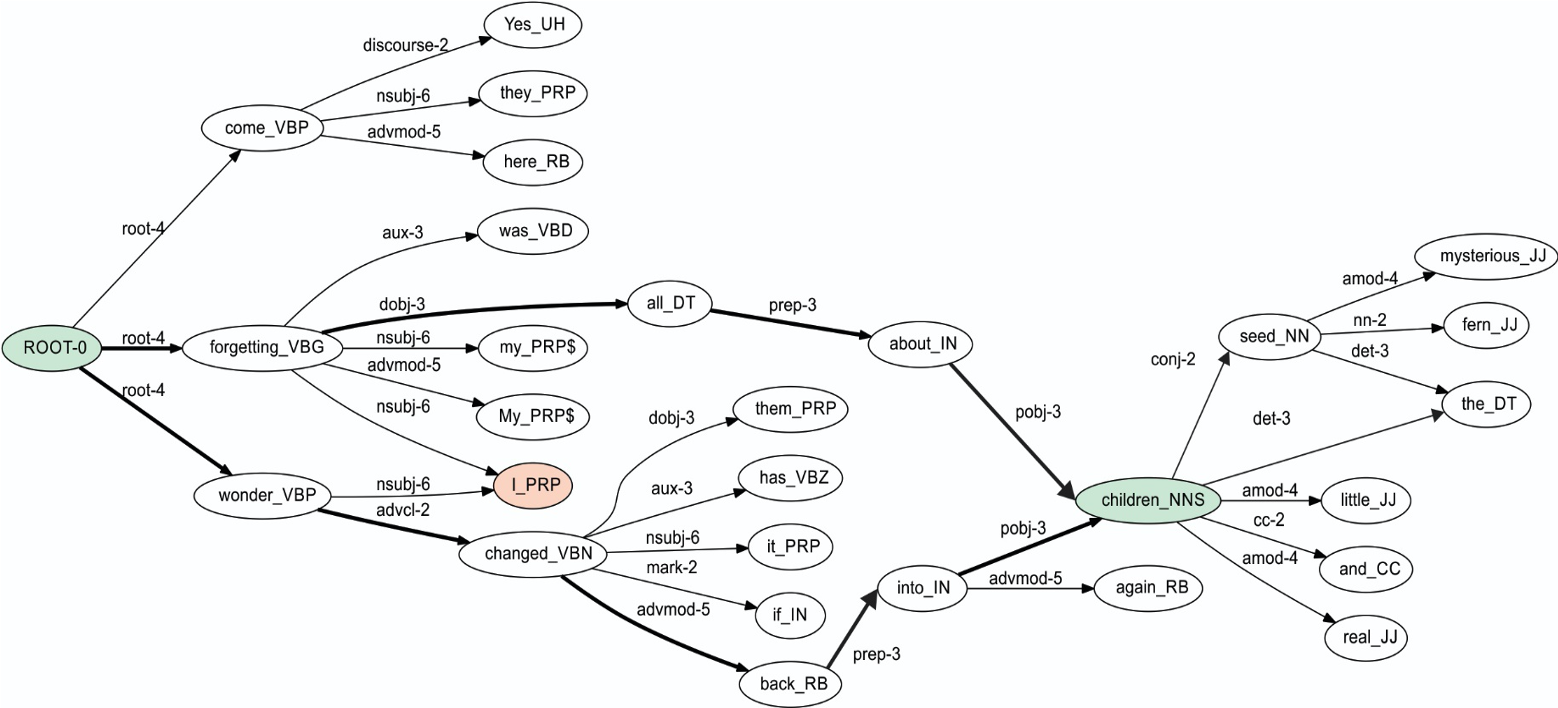 Yes_UH
discourse-2
nsubj-6
they_PRP
come_VBP
advmod-5
here_RB
root-4
aux-3
was_VBD
mysterious_JJ
amod-4
dobj-3
all_DT
prep-3
nn-2
fern_JJ
seed_NN
ROOT-0
root-4
forgetting_VBG
nsubj-6
my_PRP$
about_IN
det-3
conj-2
advmod-5
root-4
nsubj-6
My_PRP$
dobj-3
them_PRP
pobj-3
det-3
the_DT
wonder_VBP
nsubj-6
I_PRP
aux-3
has_VBZ
children_NNS
amod-4
little_JJ
advcl-2
cc-2
changed_VBN
nsubj-6
it_PRP
pobj-3
amod-4
and_CC
mark-2
into_IN
advmod-5
again_RB
advmod-5
if_IN
real_JJ
prep-3
back_RB